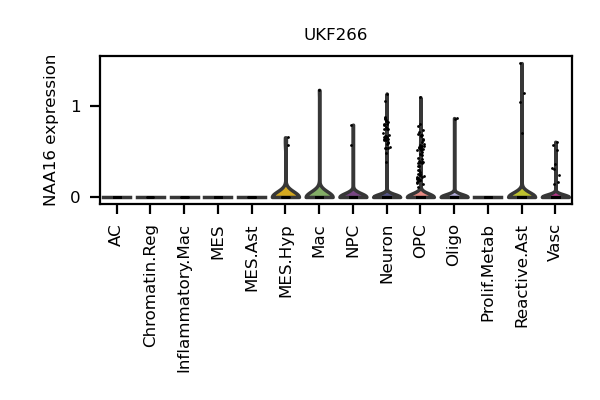 UKF266
NAA16 expression
1
0
AC
Chromatin.Reg
Inflammatory.Mac
MES
MES.Ast
MES.Hyp
Mac
NPC
Neuron
OPC
Oligo
Prolif.Metab
Reactive.Ast
Vasc